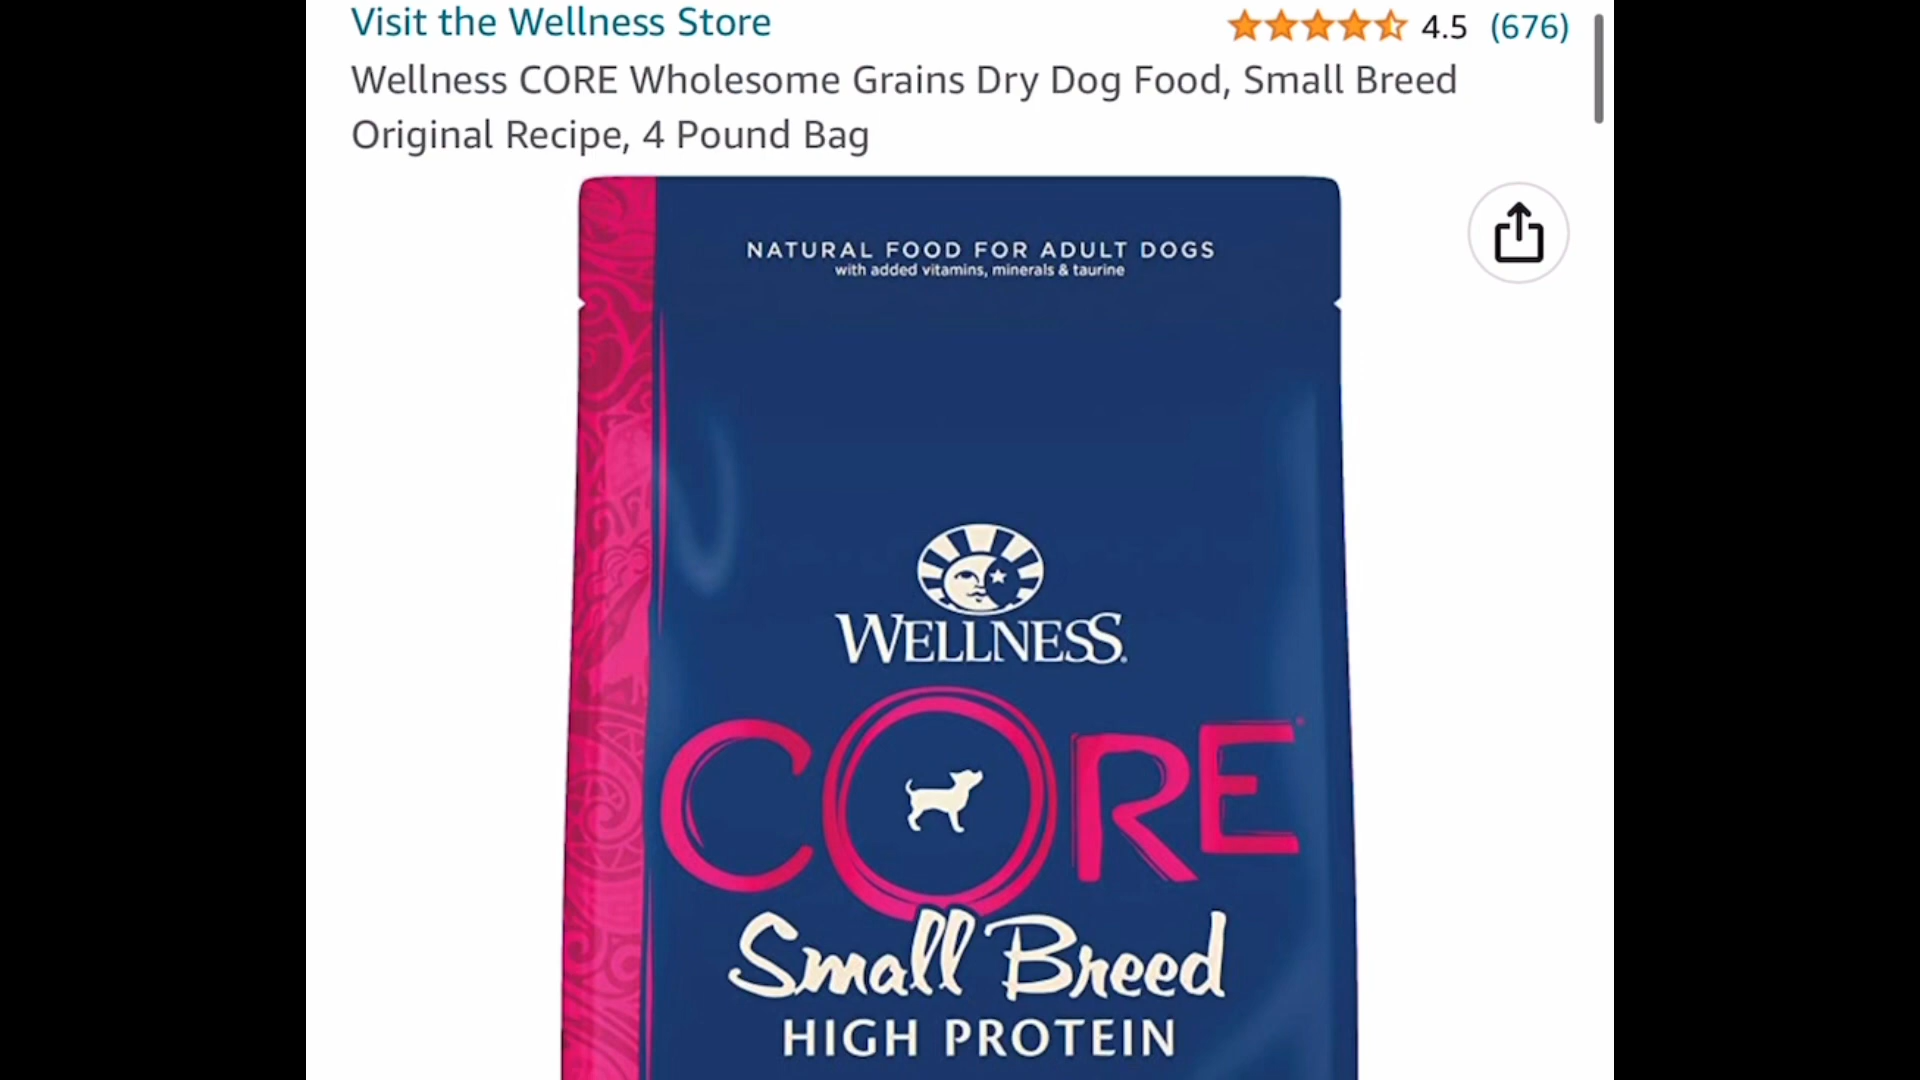 Visit the Wellness Store
4.5 (676)
Wellness CORE Wholesome Grains Dry Dog Food, Small Breed
Original Recipe, 4 Pound Bag
NATURAL FOOD FOR ADULT DOGS
with added vitamins, minerals & taurine
WELLNESS.
CORE
Small Breed
HIGH PROTEIN